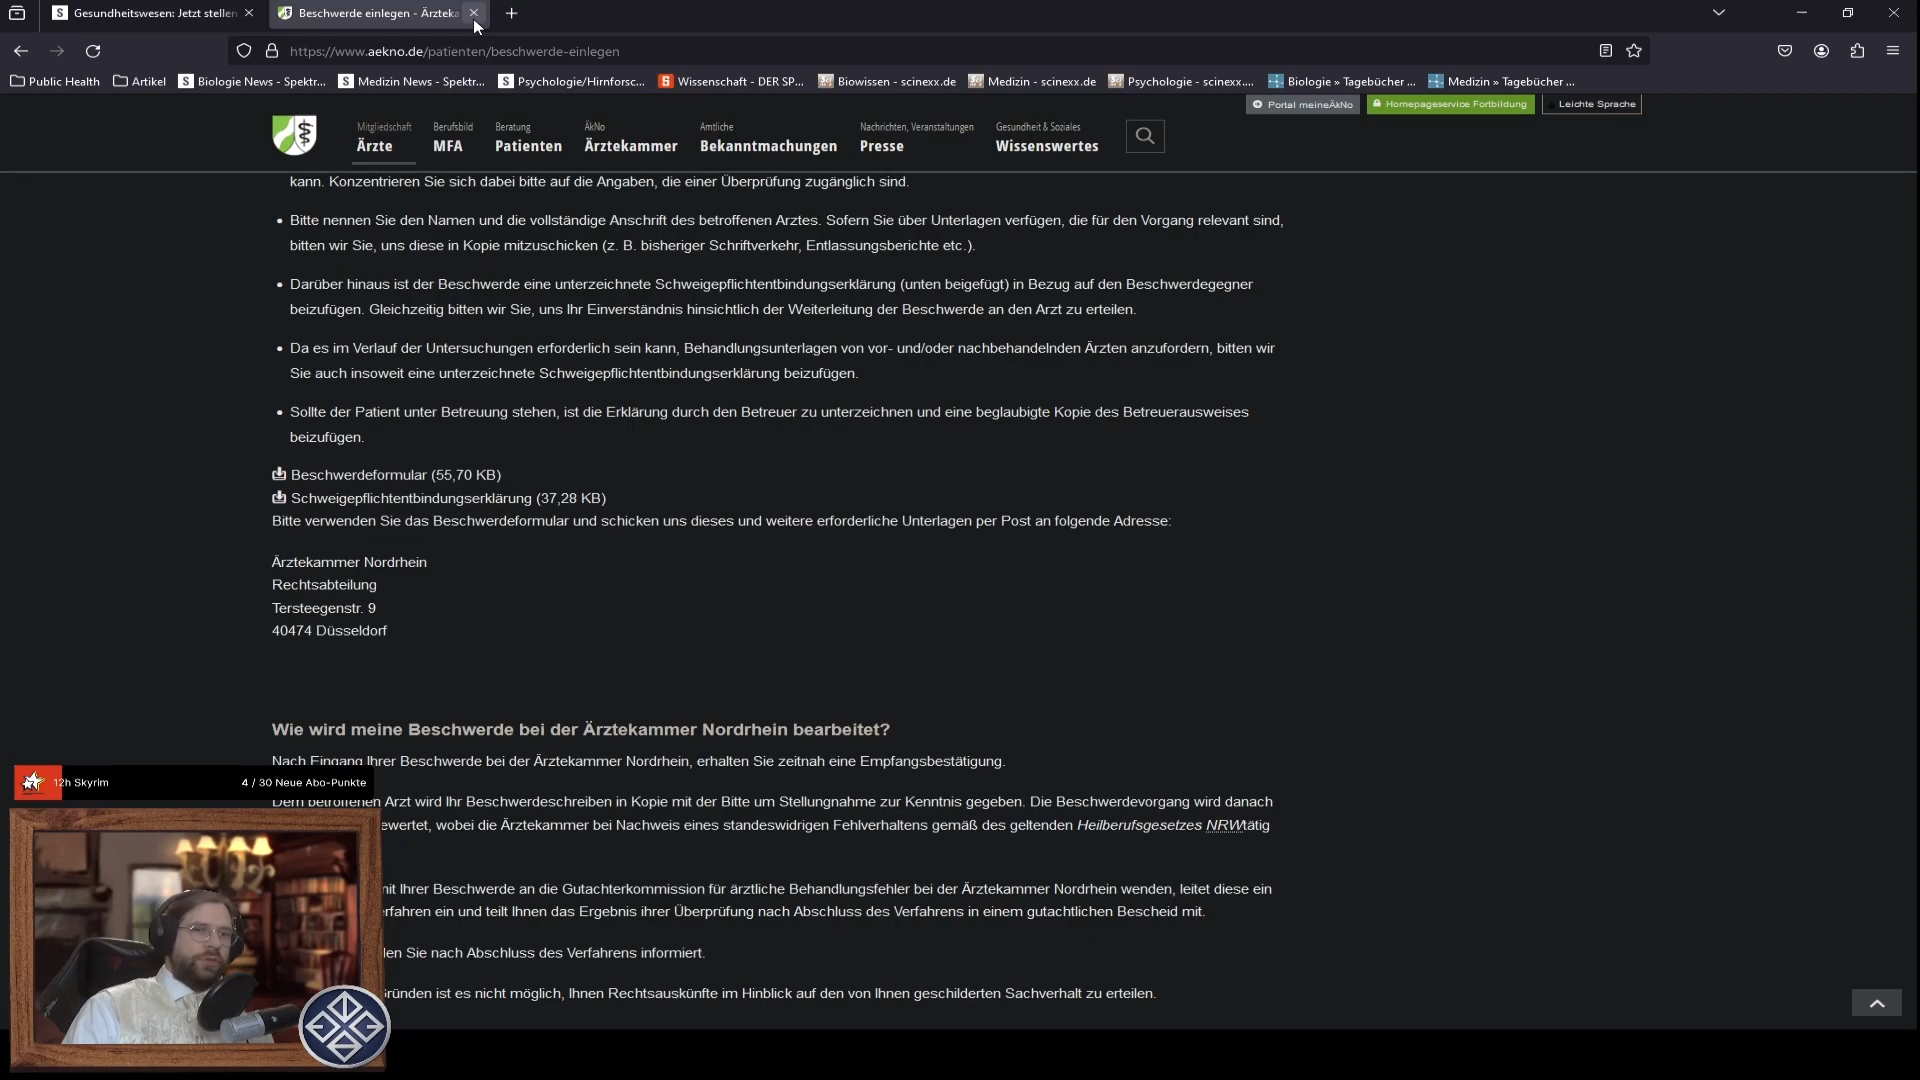 Gesundheitswesen: Jetzt stellen
Beschwerde einlegen - Ärzteka
https://www.aekno.de/patienten/beschwerde-einlegen
Public Health
Artikel
Biologie News - Spektr...
Medizin News - Spektr...
Psychologie/Hirnforsc...
Wissenschaft - DER SP...
Biowissen - scinexx.de
Medizin - scinexx.de
Psychologie - scinexx....
Biologie » Tagebücher ...
Medizin » Tagebücher ...
Portal meineÄkNo
Homepageservice Fortbildung
Leichte Sprache
Mitgliedschaft
Ärzte
Berufsbild
MFA
Beratung
Patienten
ÄkNo
Ärztekammer
Amtliche
Bekanntmachungen
Nachrichten, Veranstaltungen
Presse
Gesundheit & Soziales
Wissenswertes
kann. Konzentrieren Sie sich dabei bitte auf die Angaben, die einer Überprüfung zugänglich sind.
• Bitte nennen Sie den Namen und die vollständige Anschrift des betroffenen Arztes. Sofern Sie über Unterlagen verfügen, die für den Vorgang relevant sind,
bitten wir Sie, uns diese in Kopie mitzuschicken (z. B. bisheriger Schriftverkehr, Entlassungsberichte etc.).
• Darüber hinaus ist der Beschwerde eine unterzeichnete Schweigepflichtentbindungserklärung (unten beigefügt) in Bezug auf den Beschwerdegegner
beizufügen. Gleichzeitig bitten wir Sie, uns Ihr Einverständnis hinsichtlich der Weiterleitung der Beschwerde an den Arzt zu erteilen.
• Da es im Verlauf der Untersuchungen erforderlich sein kann, Behandlungsunterlagen von vor- und/oder nachbehandelnden Ärzten anzufordern, bitten wir
Sie auch insoweit eine unterzeichnete Schweigepflichtentbindungserklärung beizufügen.
• Sollte der Patient unter Betreuung stehen, ist die Erklärung durch den Betreuer zu unterzeichnen und eine beglaubigte Kopie des Betreuerausweises
beizufügen.
Beschwerdeformular (55,70 KB)
Schweigepflichtentbindungserklärung (37,28 KB)
Bitte verwenden Sie das Beschwerdeformular und schicken uns dieses und weitere erforderliche Unterlagen per Post an folgende Adresse:
Ärztekammer Nordrhein
Rechtsabteilung
Tersteegenstr. 9
40474 Düsseldorf
Wie wird meine Beschwerde bei der Ärztekammer Nordrhein bearbeitet?
Nach Eingang Ihrer Beschwerde bei der Ärztekammer Nordrhein, erhalten Sie zeitnah eine Empfangsbestätigung.
12h Skyrim
4 / 30 Neue Abo-Punkte
Dem betroffenen Arzt wird Ihr Beschwerdeschreiben in Kopie mit der Bitte um Stellungnahme zur Kenntnis gegeben. Die Beschwerdevorgang wird danach
ewertet, wobei die Ärztekammer bei Nachweis eines standeswidrigen Fehlverhaltens gemäß des geltenden Heilberufsgesetzes NRW tätig
nit Ihrer Beschwerde an die Gutachterkommission für ärztliche Behandlungsfehler bei der Ärztekammer Nordrhein wenden, leitet diese ein
erfahren ein und teilt Ihnen das Ergebnis ihrer Überprüfung nach Abschluss des Verfahrens in einem gutachtlichen Bescheid mit.
len Sie nach Abschluss des Verfahrens informiert.
Gründen ist es nicht möglich, Ihnen Rechtsauskünfte im Hinblick auf den von Ihnen geschilderten Sachverhalt zu erteilen.